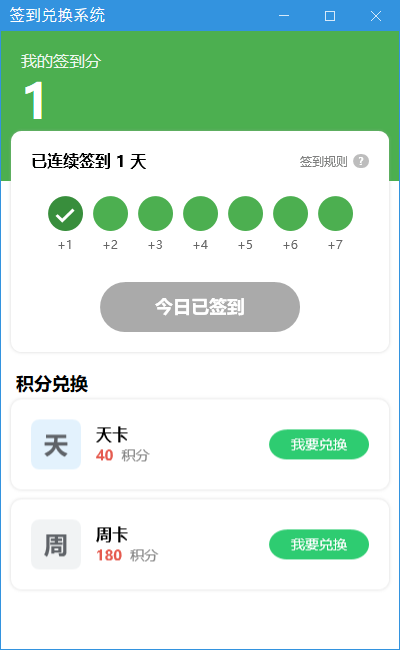 签到兑换系统
我的签到分
1
已连续签到 1 天
签到规则 ?
+1 +2 +3 +4 +5 +6 +7
今日已签到
积分兑换
天
天卡
40 积分
我要兑换
周
周卡
180 积分
我要兑换